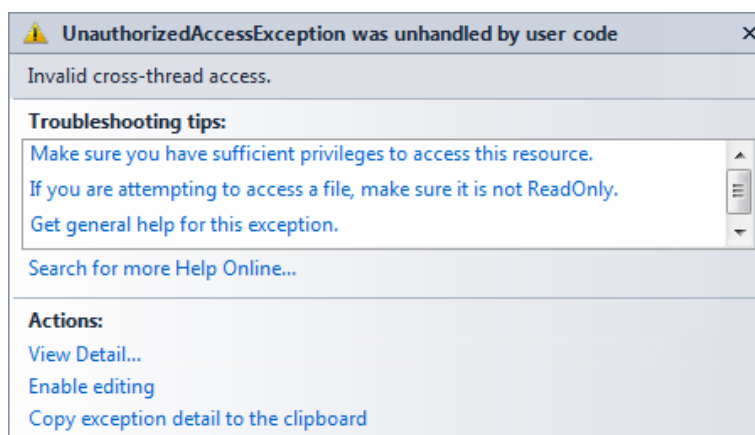 UnauthorizedAccessException was unhandled by user code
Invalid cross-thread access.
Troubleshooting tips:
Make sure you have sufficient privileges to access this resource.
If you are attempting to access a file, make sure it is not ReadOnly.
Get general help for this exception.
Search for more Help Online...
Actions:
View Detail...
Enable editing
Copy exception detail to the clipboard